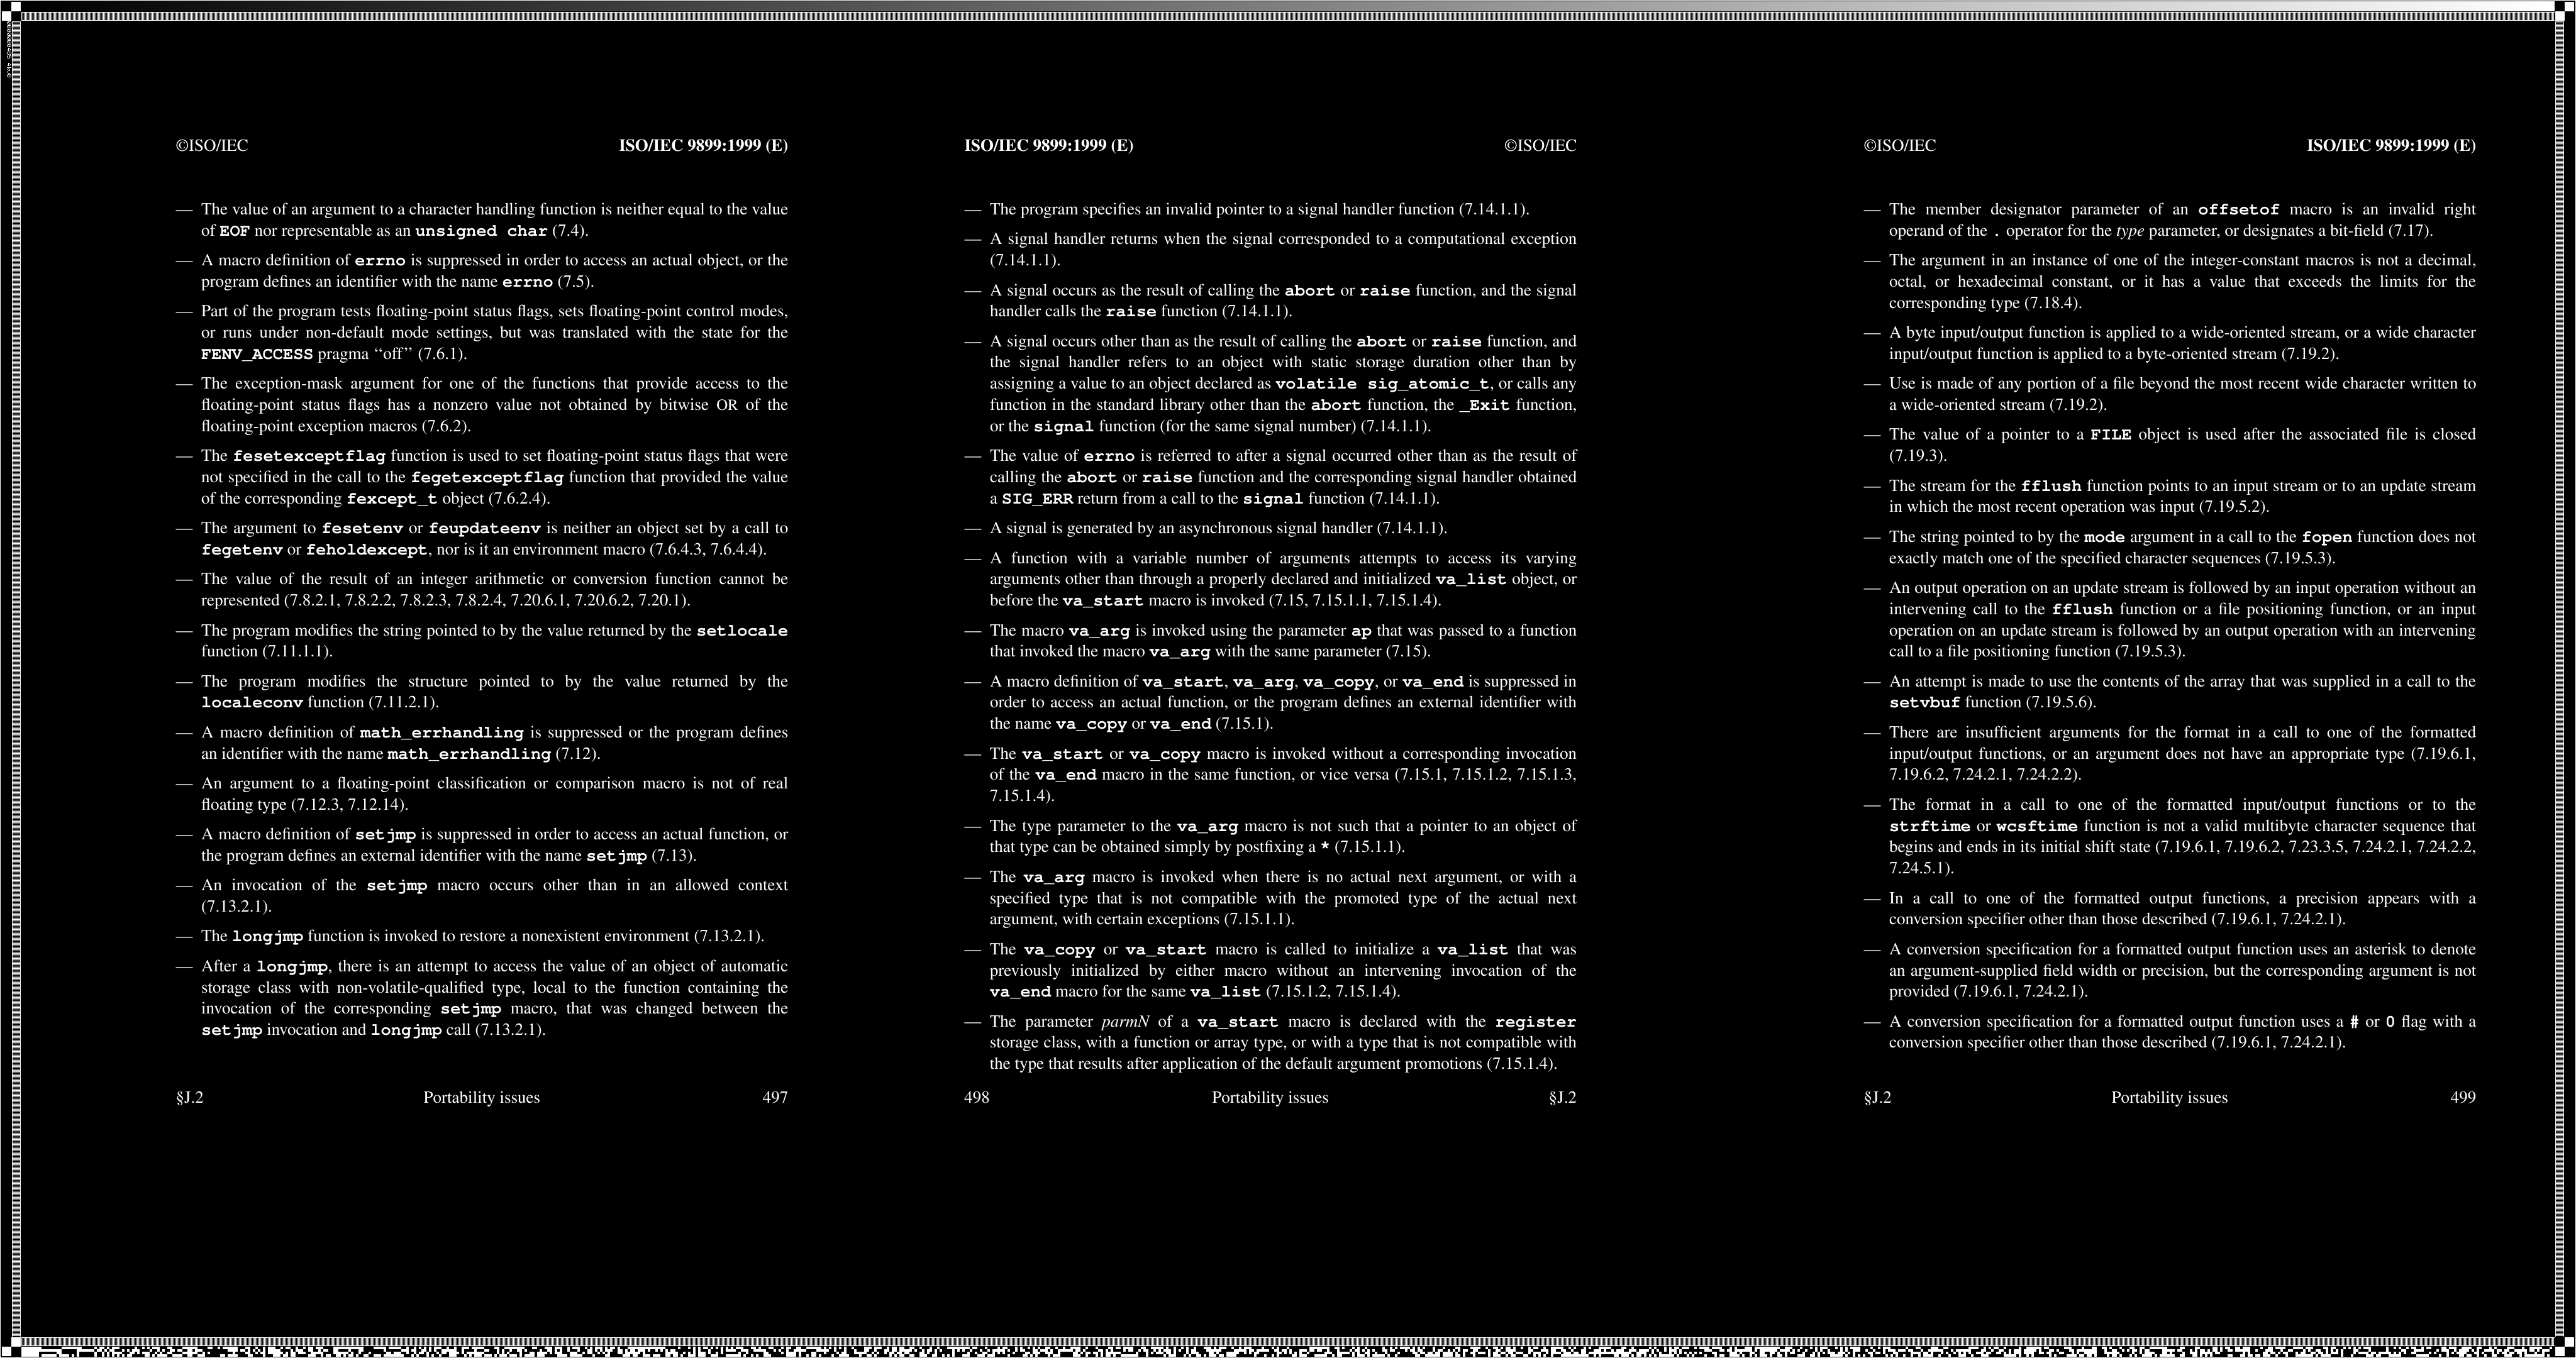 ©ISO/IEC ISO/IEC 9899:1999 (E)
— The value of an argument to a character handling function is neither equal to the value
of EOF nor representable as an unsigned char (7.4).
— A macro definition of errno is suppressed in order to access an actual object, or the
program defines an identifier with the name errno (7.5).
— Part of the program tests floating-point status flags, sets floating-point control modes,
or runs under non-default mode settings, but was translated with the state for the
FENV_ACCESS pragma ‘‘off’’ (7.6.1).
— The exception-mask argument for one of the functions that provide access to the
floating-point status flags has a nonzero value not obtained by bitwise OR of the
floating-point exception macros (7.6.2).
— The fesetexceptflag function is used to set floating-point status flags that were
not specified in the call to the fegetexceptflag function that provided the value
of the corresponding fexcept_t object (7.6.2.4).
— The argument to fesetenv or feupdateenv is neither an object set by a call to
fegetenv or feholdexcept, nor is it an environment macro (7.6.4.3, 7.6.4.4).
— The value of the result of an integer arithmetic or conversion function cannot be
represented (7.8.2.1, 7.8.2.2, 7.8.2.3, 7.8.2.4, 7.20.6.1, 7.20.6.2, 7.20.1).
— The program modifies the string pointed to by the value returned by the setlocale
function (7.11.1.1).
— The program modifies the structure pointed to by the value returned by the
localeconv function (7.11.2.1).
— A macro definition of math_errhandling is suppressed or the program defines
an identifier with the name math_errhandling (7.12).
— An argument to a floating-point classification or comparison macro is not of real
floating type (7.12.3, 7.12.14).
— A macro definition of setjmp is suppressed in order to access an actual function, or
the program defines an external identifier with the name setjmp (7.13).
— An invocation of the setjmp macro occurs other than in an allowed context
(7.13.2.1).
— The longjmp function is invoked to restore a nonexistent environment (7.13.2.1).
— After a longjmp, there is an attempt to access the value of an object of automatic
storage class with non-volatile-qualified type, local to the function containing the
invocation of the corresponding setjmp macro, that was changed between the
setjmp invocation and longjmp call (7.13.2.1).
§J.2 Portability issues 497
ISO/IEC 9899:1999 (E) ©ISO/IEC
— The program specifies an invalid pointer to a signal handler function (7.14.1.1).
— A signal handler returns when the signal corresponded to a computational exception
(7.14.1.1).
— A signal occurs as the result of calling the abort or raise function, and the signal
handler calls the raise function (7.14.1.1).
— A signal occurs other than as the result of calling the abort or raise function, and
the signal handler refers to an object with static storage duration other than by
assigning a value to an object declared as volatile sig_atomic_t, or calls any
function in the standard library other than the abort function, the _Exit function,
or the signal function (for the same signal number) (7.14.1.1).
— The value of errno is referred to after a signal occurred other than as the result of
calling the abort or raise function and the corresponding signal handler obtained
a SIG_ERR return from a call to the signal function (7.14.1.1).
— A signal is generated by an asynchronous signal handler (7.14.1.1).
— A function with a variable number of arguments attempts to access its varying
arguments other than through a properly declared and initialized va_list object, or
before the va_start macro is invoked (7.15, 7.15.1.1, 7.15.1.4).
— The macro va_arg is invoked using the parameter ap that was passed to a function
that invoked the macro va_arg with the same parameter (7.15).
— A macro definition of va_start, va_arg, va_copy, or va_end is suppressed in
order to access an actual function, or the program defines an external identifier with
the name va_copy or va_end (7.15.1).
— The va_start or va_copy macro is invoked without a corresponding invocation
of the va_end macro in the same function, or vice versa (7.15.1, 7.15.1.2, 7.15.1.3,
7.15.1.4).
— The type parameter to the va_arg macro is not such that a pointer to an object of
that type can be obtained simply by postfixing a * (7.15.1.1).
— The va_arg macro is invoked when there is no actual next argument, or with a
specified type that is not compatible with the promoted type of the actual next
argument, with certain exceptions (7.15.1.1).
— The va_copy or va_start macro is called to initialize a va_list that was
previously initialized by either macro without an intervening invocation of the
va_end macro for the same va_list (7.15.1.2, 7.15.1.4).
— The parameter parmN of a va_start macro is declared with the register
storage class, with a function or array type, or with a type that is not compatible with
the type that results after application of the default argument promotions (7.15.1.4).
498 Portability issues §J.2
©ISO/IEC ISO/IEC 9899:1999 (E)
— The member designator parameter of an offsetof macro is an invalid right
operand of the . operator for the type parameter, or designates a bit-field (7.17).
— The argument in an instance of one of the integer-constant macros is not a decimal,
octal, or hexadecimal constant, or it has a value that exceeds the limits for the
corresponding type (7.18.4).
— A byte input/output function is applied to a wide-oriented stream, or a wide character
input/output function is applied to a byte-oriented stream (7.19.2).
— Use is made of any portion of a file beyond the most recent wide character written to
a wide-oriented stream (7.19.2).
— The value of a pointer to a FILE object is used after the associated file is closed
(7.19.3).
— The stream for the fflush function points to an input stream or to an update stream
in which the most recent operation was input (7.19.5.2).
— The string pointed to by the mode argument in a call to the fopen function does not
exactly match one of the specified character sequences (7.19.5.3).
— An output operation on an update stream is followed by an input operation without an
intervening call to the fflush function or a file positioning function, or an input
operation on an update stream is followed by an output operation with an intervening
call to a file positioning function (7.19.5.3).
— An attempt is made to use the contents of the array that was supplied in a call to the
setvbuf function (7.19.5.6).
— There are insufficient arguments for the format in a call to one of the formatted
input/output functions, or an argument does not have an appropriate type (7.19.6.1,
7.19.6.2, 7.24.2.1, 7.24.2.2).
— The format in a call to one of the formatted input/output functions or to the
strftime or wcsftime function is not a valid multibyte character sequence that
begins and ends in its initial shift state (7.19.6.1, 7.19.6.2, 7.23.3.5, 7.24.2.1, 7.24.2.2,
7.24.5.1).
— In a call to one of the formatted output functions, a precision appears with a
conversion specifier other than those described (7.19.6.1, 7.24.2.1).
— A conversion specification for a formatted output function uses an asterisk to denote
an argument-supplied field width or precision, but the corresponding argument is not
provided (7.19.6.1, 7.24.2.1).
— A conversion specification for a formatted output function uses a # or 0 flag with a
conversion specifier other than those described (7.19.6.1, 7.24.2.1).
§J.2 Portability issues 499